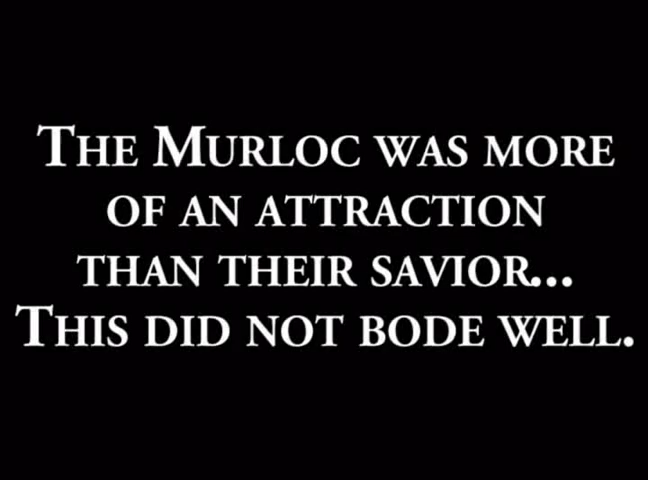 The Murloc was more
of an attraction
than their savior...
This did not bode well.